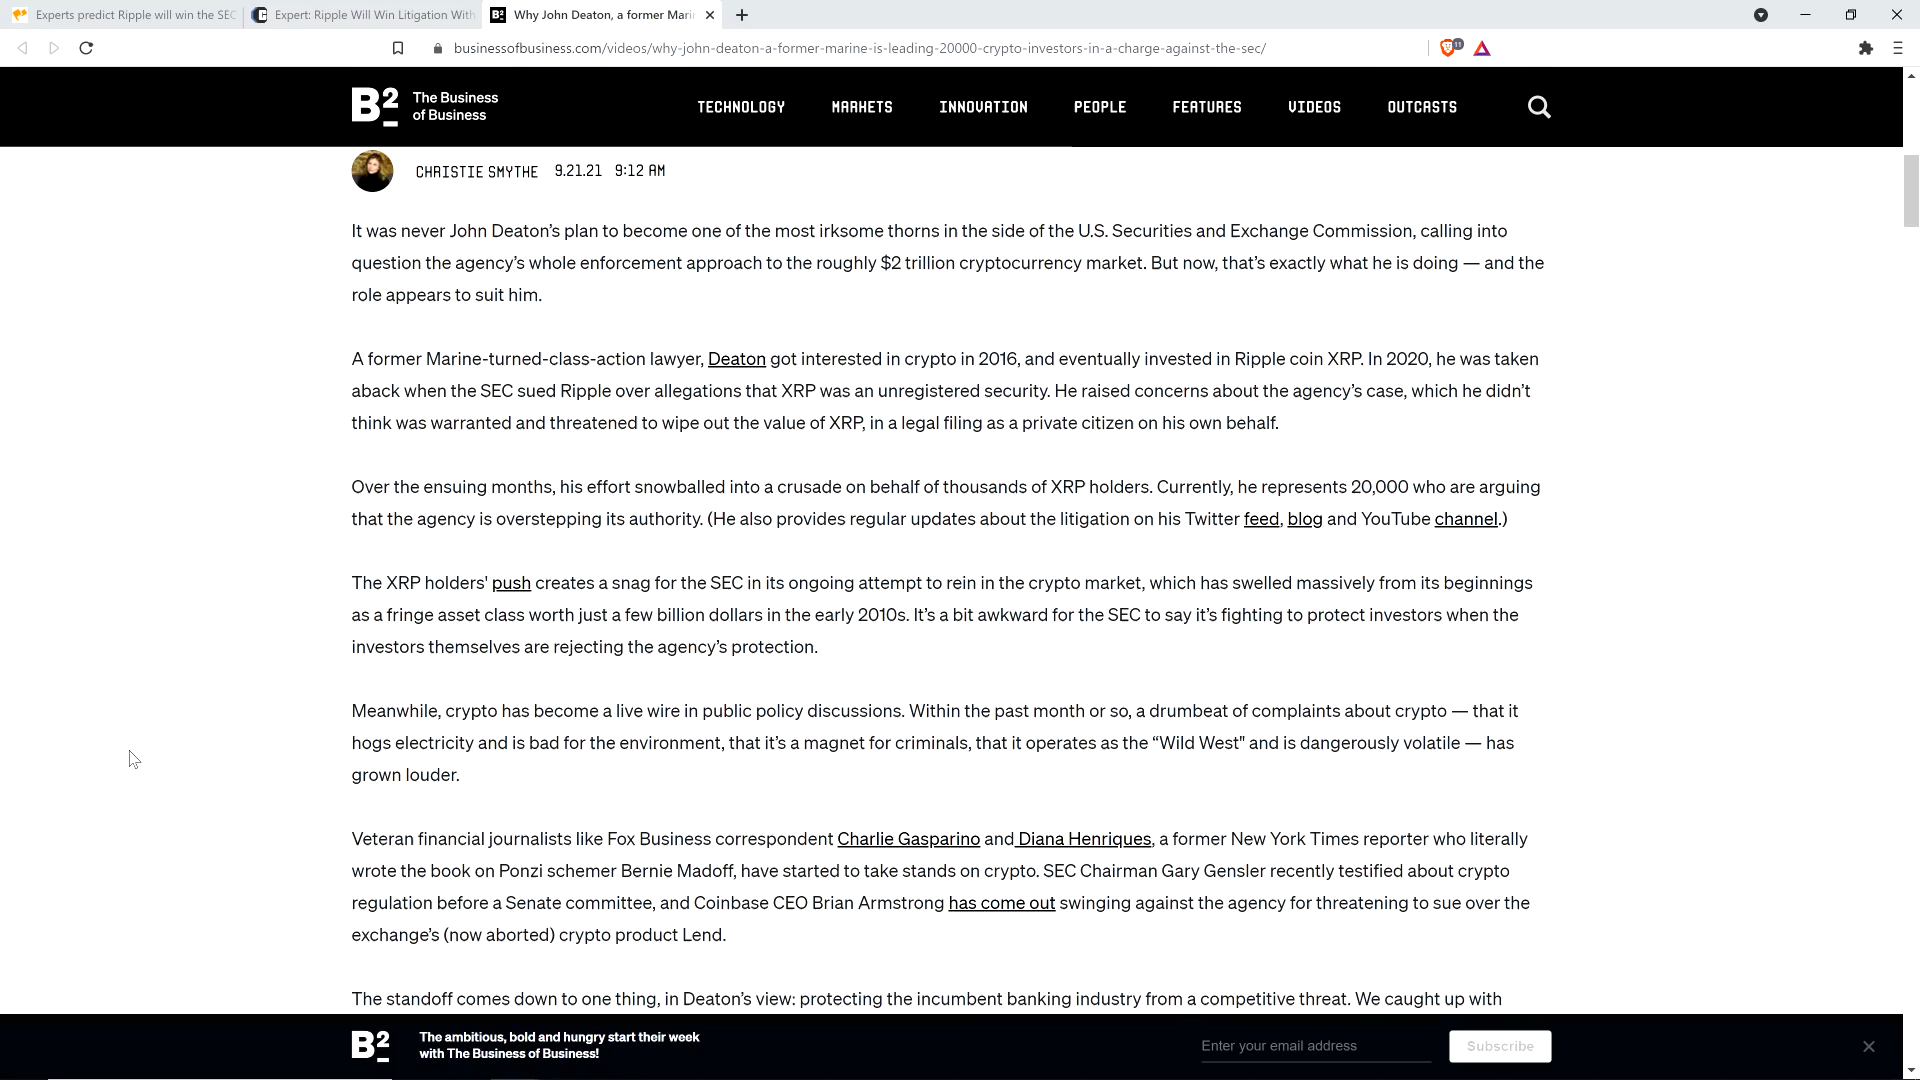 Experts predict Ripple will win the SEC
Expert: Ripple Will Win Litigation With
B² Why John Deaton, a former Mari
businessofbusiness.com/videos/why-john-deaton-a-former-marine-is-leading-20000-crypto-investors-in-a-charge-against-the-sec/
11
B2 The Business
of Business
TECHNOLOGY MARKETS INNOVATION PEOPLE FEATURES VIDEOS OUTCASTS
CHRISTIE SMYTHE 9.21.21 9:12 AM
It was never John Deaton’s plan to become one of the most irksome thorns in the side of the U.S. Securities and Exchange Commission, calling into
question the agency’s whole enforcement approach to the roughly $2 trillion cryptocurrency market. But now, that’s exactly what he is doing — and the
role appears to suit him.
A former Marine-turned-class-action lawyer, Deaton got interested in crypto in 2016, and eventually invested in Ripple coin XRP. In 2020, he was taken
aback when the SEC sued Ripple over allegations that XRP was an unregistered security. He raised concerns about the agency’s case, which he didn’t
think was warranted and threatened to wipe out the value of XRP, in a legal filing as a private citizen on his own behalf.
Over the ensuing months, his effort snowballed into a crusade on behalf of thousands of XRP holders. Currently, he represents 20,000 who are arguing
that the agency is overstepping its authority. (He also provides regular updates about the litigation on his Twitter feed, blog and YouTube channel.)
The XRP holders' push creates a snag for the SEC in its ongoing attempt to rein in the crypto market, which has swelled massively from its beginnings
as a fringe asset class worth just a few billion dollars in the early 2010s. It’s a bit awkward for the SEC to say it’s fighting to protect investors when the
investors themselves are rejecting the agency’s protection.
Meanwhile, crypto has become a live wire in public policy discussions. Within the past month or so, a drumbeat of complaints about crypto — that it
hogs electricity and is bad for the environment, that it’s a magnet for criminals, that it operates as the “Wild West" and is dangerously volatile — has
grown louder.
Veteran financial journalists like Fox Business correspondent Charlie Gasparino and Diana Henriques, a former New York Times reporter who literally
wrote the book on Ponzi schemer Bernie Madoff, have started to take stands on crypto. SEC Chairman Gary Gensler recently testified about crypto
regulation before a Senate committee, and Coinbase CEO Brian Armstrong has come out swinging against the agency for threatening to sue over the
exchange’s (now aborted) crypto product Lend.
The standoff comes down to one thing, in Deaton’s view: protecting the incumbent banking industry from a competitive threat. We caught up with
B2 The ambitious, bold and hungry start their week
with The Business of Business!
Enter your email address Subscribe